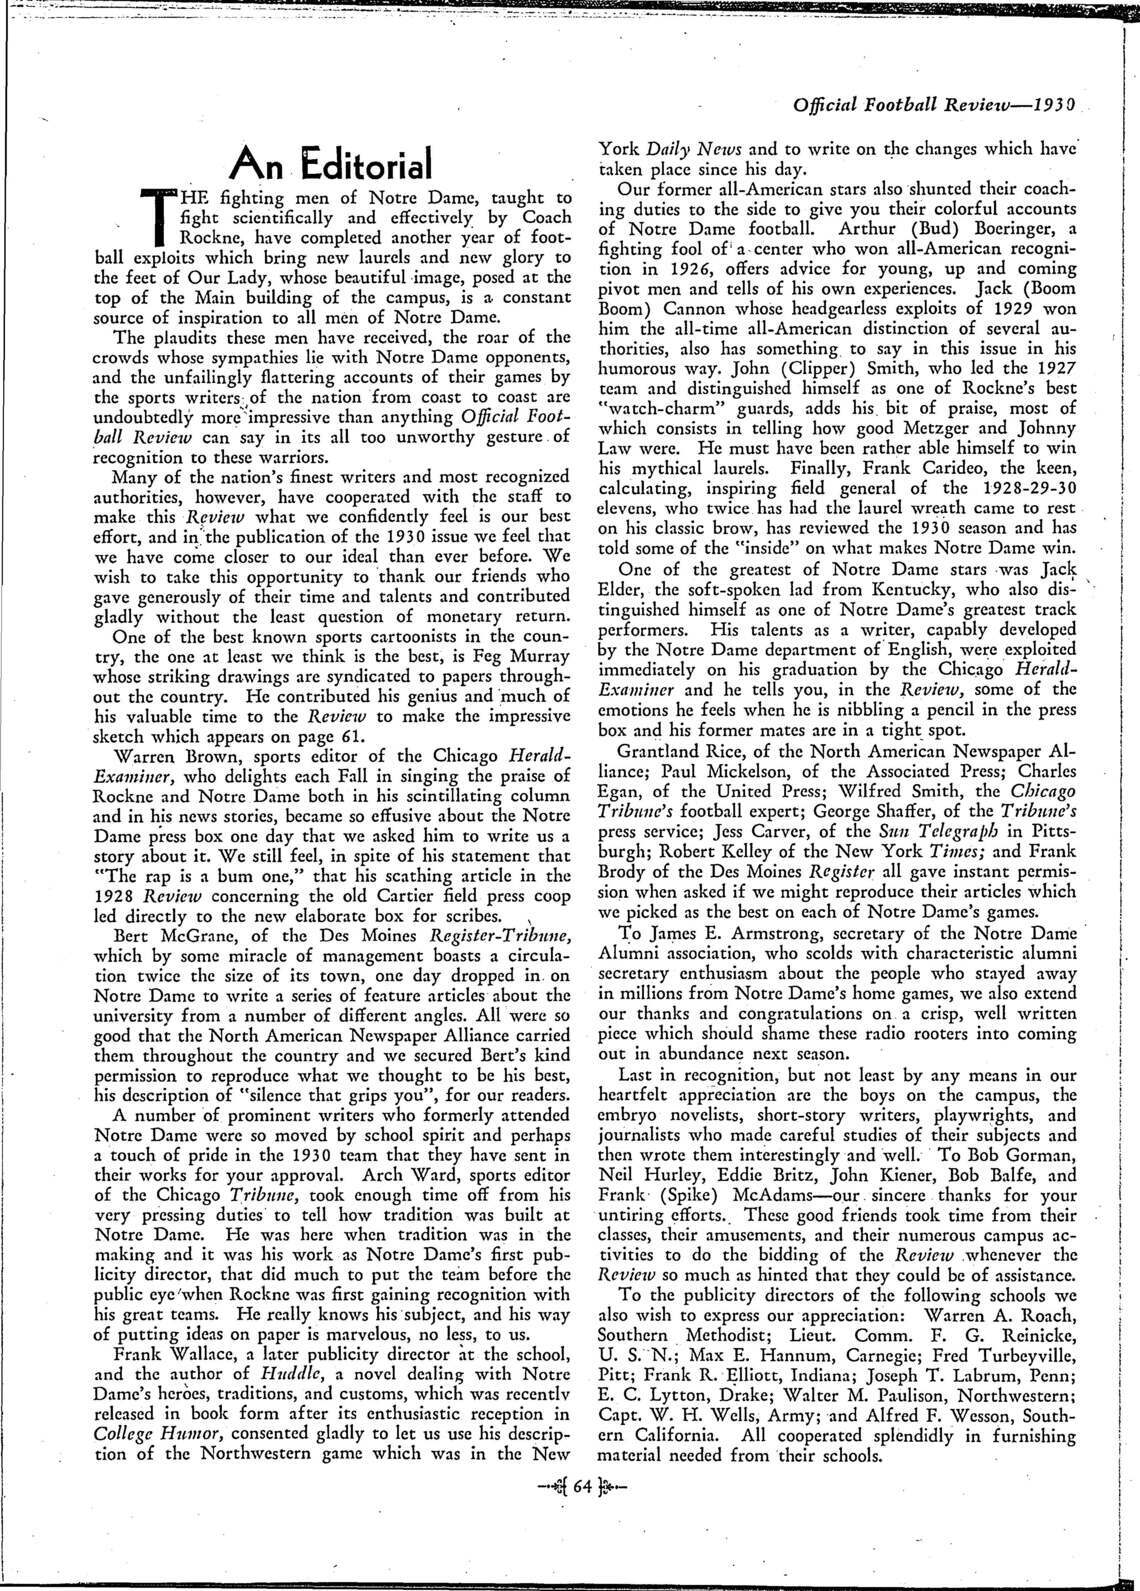 Official Football Review—1930
An Editorial
THE fighting men of Notre Dame, taught to
fight scientifically and effectively by Coach
Rockne, have completed another year of foot-
ball exploits which bring new laurels and new glory to
the feet of Our Lady, whose beautiful image, posed at the
top of the Main building of the campus, is a constant
source of inspiration to all men of Notre Dame.
The plaudits these men have received, the roar of the
crowds whose sympathies lie with Notre Dame opponents,
and the unfailingly flattering accounts of their games by
the sports writers of the nation from coast to coast are
undoubtedly more impressive than anything Official Foot-
ball Review can say in its all too unworthy gesture of
recognition to these warriors.
Many of the nation's finest writers and most recognized
authorities, however, have cooperated with the staff to
make this Review what we confidently feel is our best
effort, and in the publication of the 1930 issue we feel that
we have come closer to our ideal than ever before. We
wish to take this opportunity to thank our friends who
gave generously of their time and talents and contributed
gladly without the least question of monetary return.
One of the best known sports cartoonists in the coun-
try, the one at least we think is the best, is Feg Murray
whose striking drawings are syndicated to papers through-
out the country. He contributed his genius and much of
his valuable time to the Review to make the impressive
sketch which appears on page 61.
Warren Brown, sports editor of the Chicago Herald-
Examiner, who delights each Fall in singing the praise of
Rockne and Notre Dame both in his scintillating column
and in his news stories, became so effusive about the Notre
Dame press box one day that we asked him to write us a
story about it. We still feel, in spite of his statement that
"The rap is a bum one," that his scathing article in the
1928 Review concerning the old Cartier field press coop
led directly to the new elaborate box for scribes.
Bert McGrane, of the Des Moines Register-Tribune,
which by some miracle of management boasts a circula-
tion twice the size of its town, one day dropped in on
Notre Dame to write a series of feature articles about the
university from a number of different angles. All were so
good that the North American Newspaper Alliance carried
them throughout the country and we secured Bert's kind
permission to reproduce what we thought to be his best,
his description of "silence that grips you", for our readers.
A number of prominent writers who formerly attended
Notre Dame were so moved by school spirit and perhaps
a touch of pride in the 1930 team that they have sent in
their works for your approval. Arch Ward, sports editor
of the Chicago Tribune, took enough time off from his
very pressing duties to tell how tradition was built at
Notre Dame. He was here when tradition was in the
making and it was his work as Notre Dame's first pub-
licity director, that did much to put the team before the
public eye when Rockne was first gaining recognition with
his great teams. He really knows his subject, and his way
of putting ideas on paper is marvelous, no less, to us.
Frank Wallace, a later publicity director at the school,
and the author of Huddle, a novel dealing with Notre
Dame's heroes, traditions, and customs, which was recently
released in book form after its enthusiastic reception in
College Humor, consented gladly to let us use his descrip-
tion of the Northwestern game which was in the New
York Daily News and to write on the changes which have
taken place since his day.
Our former all-American stars also shunted their coach-
ing duties to the side to give you their colorful accounts
of Notre Dame football. Arthur (Bud) Boeringer, a
fighting fool of a center who won all-American recogni-
tion in 1926, offers advice for young, up and coming
pivot men and tells of his own experiences. Jack (Boom
Boom) Cannon whose headgearless exploits of 1929 won
him the all-time all-American distinction of several au-
thorities, also has something to say in this issue in his
humorous way. John (Clipper) Smith, who led the 1927
team and distinguished himself as one of Rockne's best
"watch-charm" guards, adds his bit of praise, most of
which consists in telling how good Metzger and Johnny
Law were. He must have been rather able himself to win
his mythical laurels. Finally, Frank Carideo, the keen,
calculating, inspiring field general of the 1928-29-30
elevens, who twice has had the laurel wreath came to rest
on his classic brow, has reviewed the 1930 season and has
told some of the "inside" on what makes Notre Dame win.
One of the greatest of Notre Dame stars was Jack
Elder, the soft-spoken lad from Kentucky, who also dis-
tinguished himself as one of Notre Dame's greatest track
performers. His talents as a writer, capably developed
by the Notre Dame department of English, were exploited
immediately on his graduation by the Chicago Herald-
Examiner and he tells you, in the Review, some of the
emotions he feels when he is nibbling a pencil in the press
box and his former mates are in a tight spot.
Grantland Rice, of the North American Newspaper Al-
liance; Paul Mickelson, of the Associated Press; Charles
Egan, of the United Press; Wilfred Smith, the Chicago
Tribune's football expert; George Shaffer, of the Tribune's
press service; Jess Carver, of the Sun Telegraph in Pitts-
burgh; Robert Kelley of the New York Times; and Frank
Brody of the Des Moines Register all gave instant permis-
sion when asked if we might reproduce their articles which
we picked as the best on each of Notre Dame's games.
To James E. Armstrong, secretary of the Notre Dame
Alumni association, who scolds with characteristic alumni
secretary enthusiasm about the people who stayed away
in millions from Notre Dame's home games, we also extend
our thanks and congratulations on a crisp, well written
piece which should shame these radio rooters into coming
out in abundance next season.
Last in recognition, but not least by any means in our
heartfelt appreciation are the boys on the campus, the
embryo novelists, short-story writers, playwrights, and
journalists who made careful studies of their subjects and
then wrote them interestingly and well. To Bob Gorman,
Neil Hurley, Eddie Britz, John Kiener, Bob Balfe, and
Frank (Spike) McAdams—our sincere thanks for your
untiring efforts. These good friends took time from their
classes, their amusements, and their numerous campus ac-
tivities to do the bidding of the Review whenever the
Review so much as hinted that they could be of assistance.
To the publicity directors of the following schools we
also wish to express our appreciation: Warren A. Roach,
Southern Methodist; Lieut. Comm. F. G. Reinicke,
U. S. N.; Max E. Hannum, Carnegie; Fred Turbeyville,
Pitt; Frank R. Elliott, Indiana; Joseph T. Labrum, Penn;
E. C. Lytton, Drake; Walter M. Paulison, Northwestern;
Capt. W. H. Wells, Army; and Alfred F. Wesson, South-
ern California. All cooperated splendidly in furnishing
material needed from their schools.
64